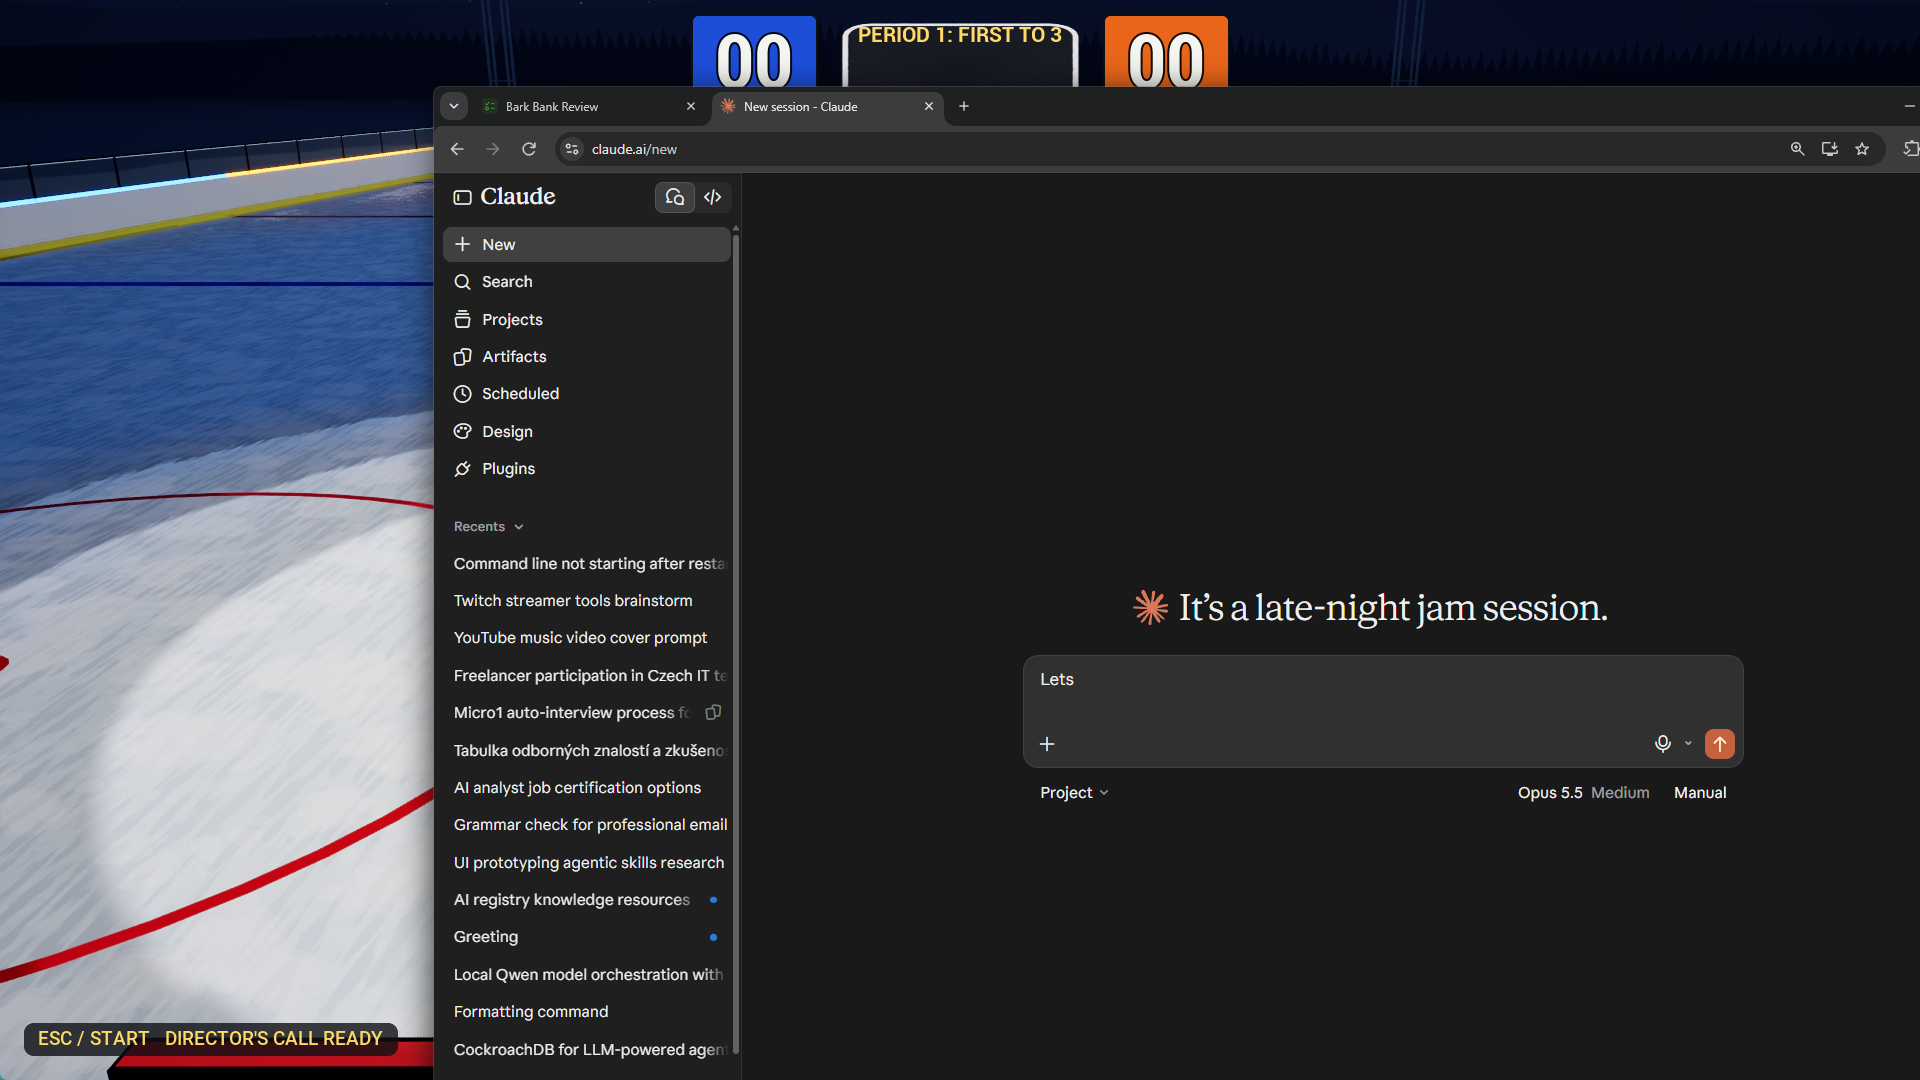 00
PERIOD 1: FIRST TO 3
00
Bark Bank Review
New session - Claude
claude.ai/new
Claude
New
Search
Projects
Artifacts
Scheduled
Design
Plugins
Recents
Command line not starting after resta
Twitch streamer tools brainstorm
YouTube music video cover prompt
Freelancer participation in Czech IT te
Micro1 auto-interview process fo
Tabulka odborných znalostí a zkušeno
AI analyst job certification options
Grammar check for professional email
UI prototyping agentic skills research
AI registry knowledge resources
Greeting
Local Qwen model orchestration with
Formatting command
CockroachDB for LLM-powered agen
It's a late-night jam session.
Lets
Project
Opus 5.5 Medium Manual
ESC / START DIRECTOR'S CALL READY